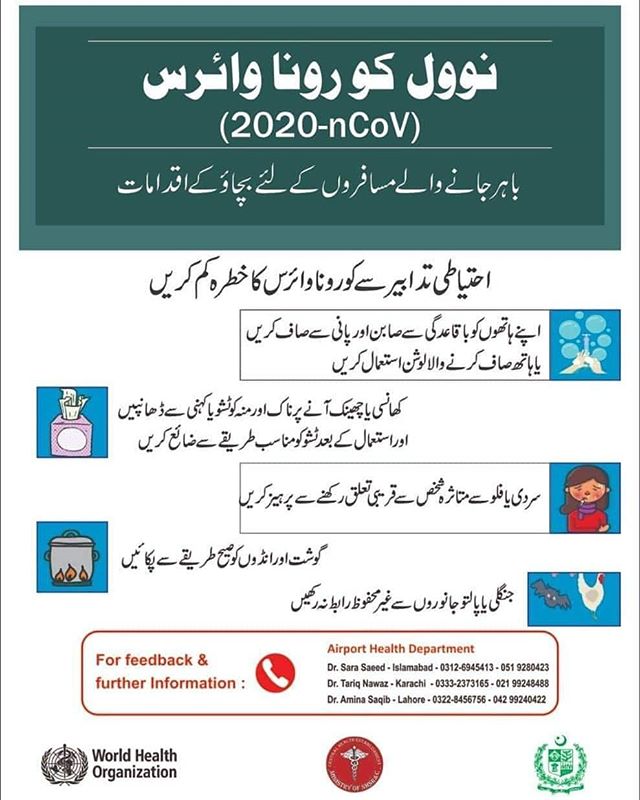 نوول کورونا وائرس
(2020-nCoV)
باہر جانے والے مسافروں کے لئے بچاؤ کے اقدامات
احتیاطی تدابیر سے کورونا وائرس کا خطرہ کم کریں
اپنے ہاتھوں کو باقاعدگی سے صابن اور پانی سے صاف کریں
یا ہاتھ صاف کرنے والا لوشن استعمال کریں
کھانسی یا چھینک آنے پر ناک اور منہ کو ٹشو یا کہنی سے ڈھانپیں
اور استعمال کے بعد ٹشو کو مناسب طریقے سے ضائع کریں
سردی یا فلو سے متاثرہ شخص سے قریبی تعلق رکھنے سے پرہیز کریں
گوشت اور انڈوں کو صحیح طریقے سے پکائیں
جنگلی یا پالتو جانوروں سے غیر محفوظ رابطہ نہ رکھیں
For feedback &
further Information :
Airport Health Department
Dr. Sara Saeed - Islamabad - 0312-6945413 - 051 9280423
Dr. Tariq Nawaz - Karachi - 0333-2373165 - 021 99248488
Dr. Amina Saqib - Lahore - 0322-8456756 - 042 99240422
World Health
Organization
CENTRAL HEALTH ESTABLISHMENT
MINISTRY OF NHSR&C